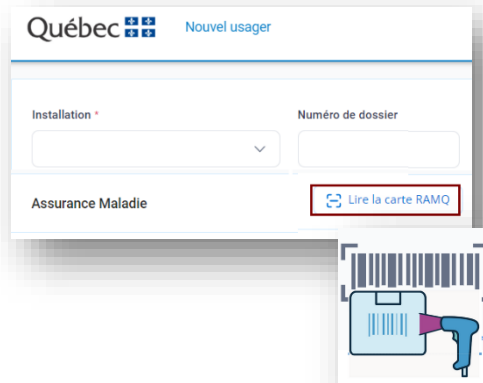 Québec Nouvel usager
Installation * Numéro de dossier
Assurance Maladie Lire la carte RAMQ